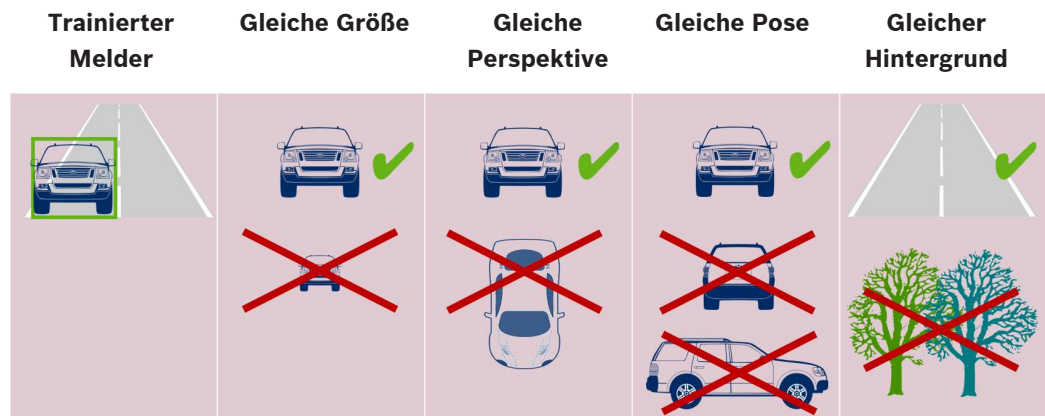 Trainierter
Melder
Gleiche Größe
Gleiche
Perspektive
Gleiche Pose
Gleicher
Hintergrund